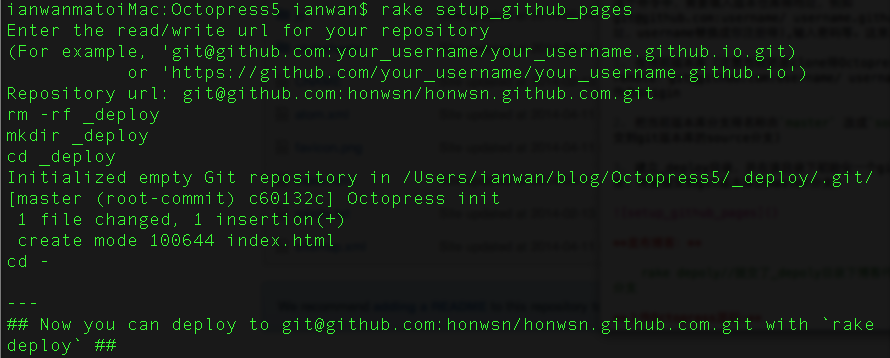 ianwanmatoiMac:Octopress5 ianwan$ rake setup_github_pages
Enter the read/write url for your repository
(For example, 'git@github.com:your_username/your_username.github.io.git)
or 'https://github.com/your_username/your_username.github.io')
Repository url: git@github.com:honwsn/honwsn.github.com.git
rm -rf _deploy
mkdir _deploy
cd _deploy
Initialized empty Git repository in /Users/ianwan/blog/Octopress5/_deploy/.git/
[master (root-commit) c60132c] Octopress init
1 file changed, 1 insertion(+)
create mode 100644 index.html
cd -
---
## Now you can deploy to git@github.com:honwsn/honwsn.github.com.git with `rake
deploy` ##